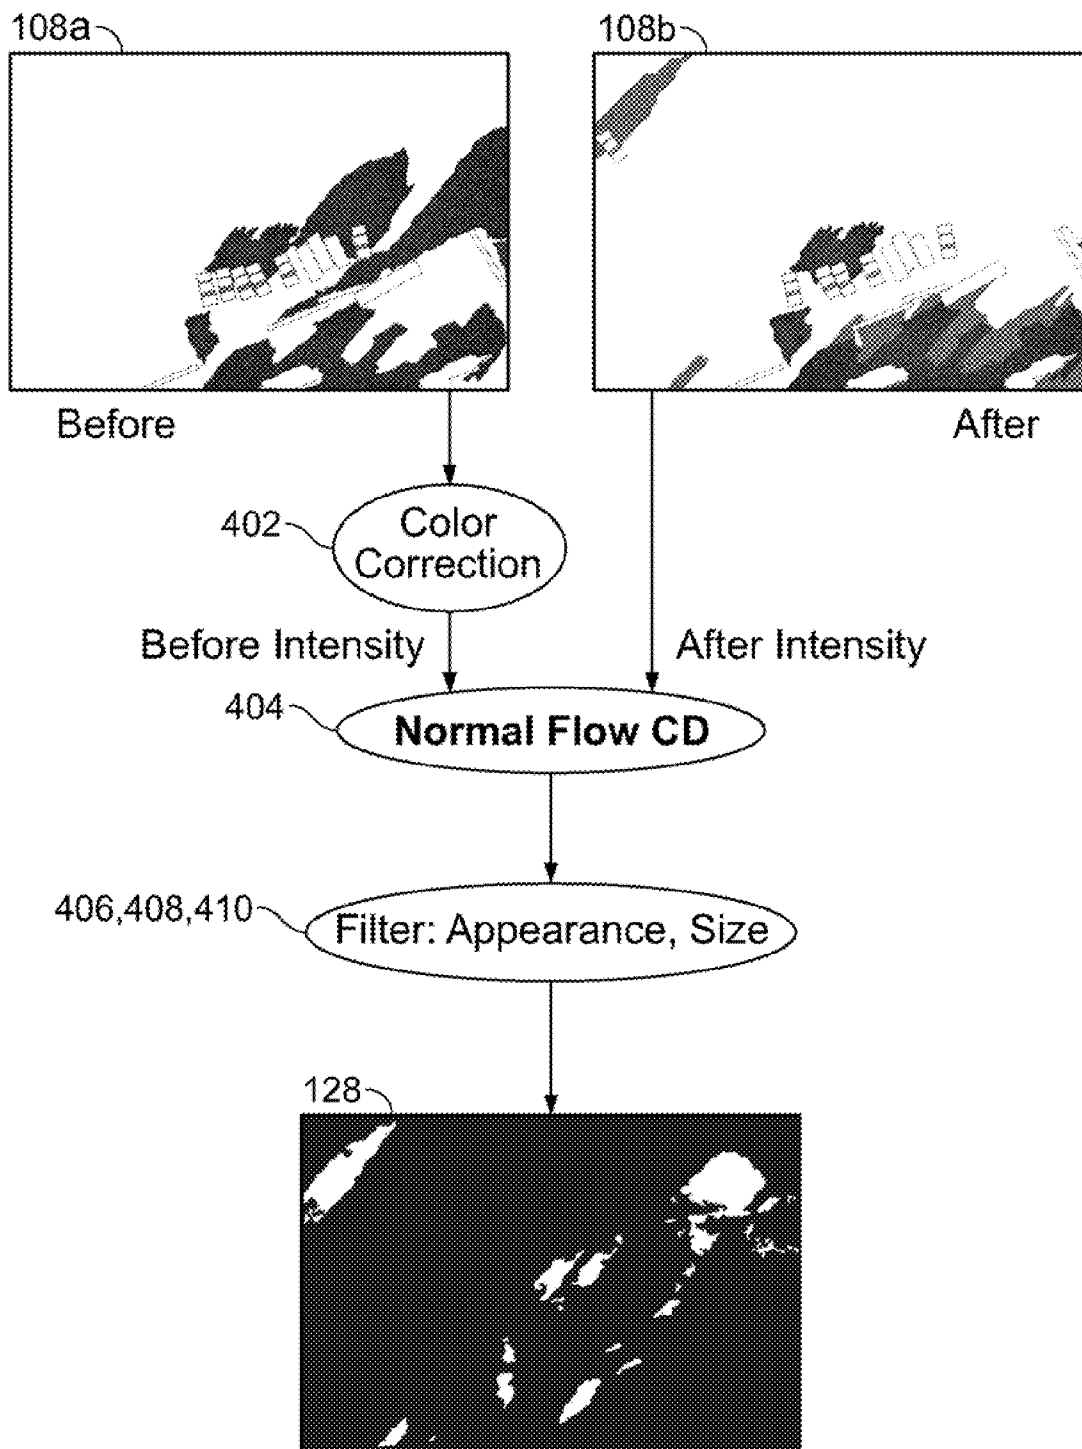 108a
108b
Before
After
402
Color
Correction
Before Intensity
After Intensity
404
Normal Flow CD
406,408,410
Filter: Appearance, Size
128